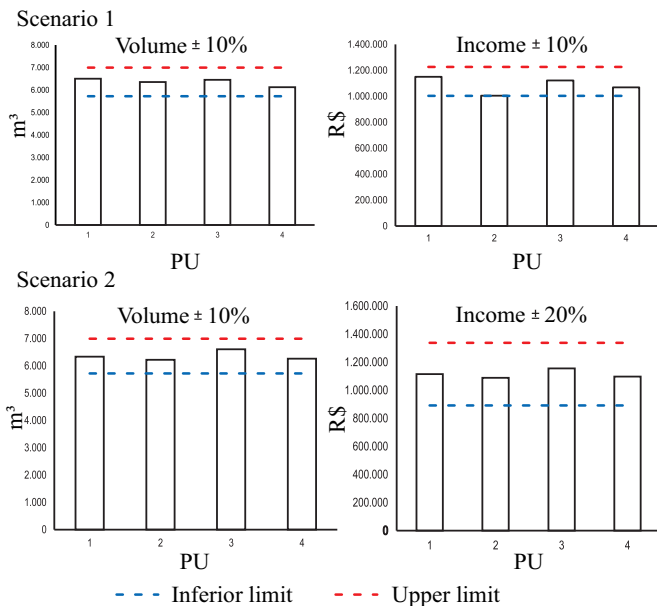 Scenario 1
Volume ± 10%
8.000
7.000
6.000
5.000
4.000
3.000
2.000
1.000
0
m³
1 2 3 4
PU
Income ± 10%
1.400.000
1.200.000
1.000.000
800.000
600.000
400.000
200.000
0
R$
1 2 3 4
PU
Scenario 2
Volume ± 10%
8.000
7.000
6.000
5.000
4.000
3.000
2.000
1.000
0
m³
1 2 3 4
PU
Income ± 20%
1.600.000
1.400.000
1.200.000
1.000.000
800.000
600.000
400.000
200.000
0
R$
1 2 3 4
PU
Inferior limit Upper limit